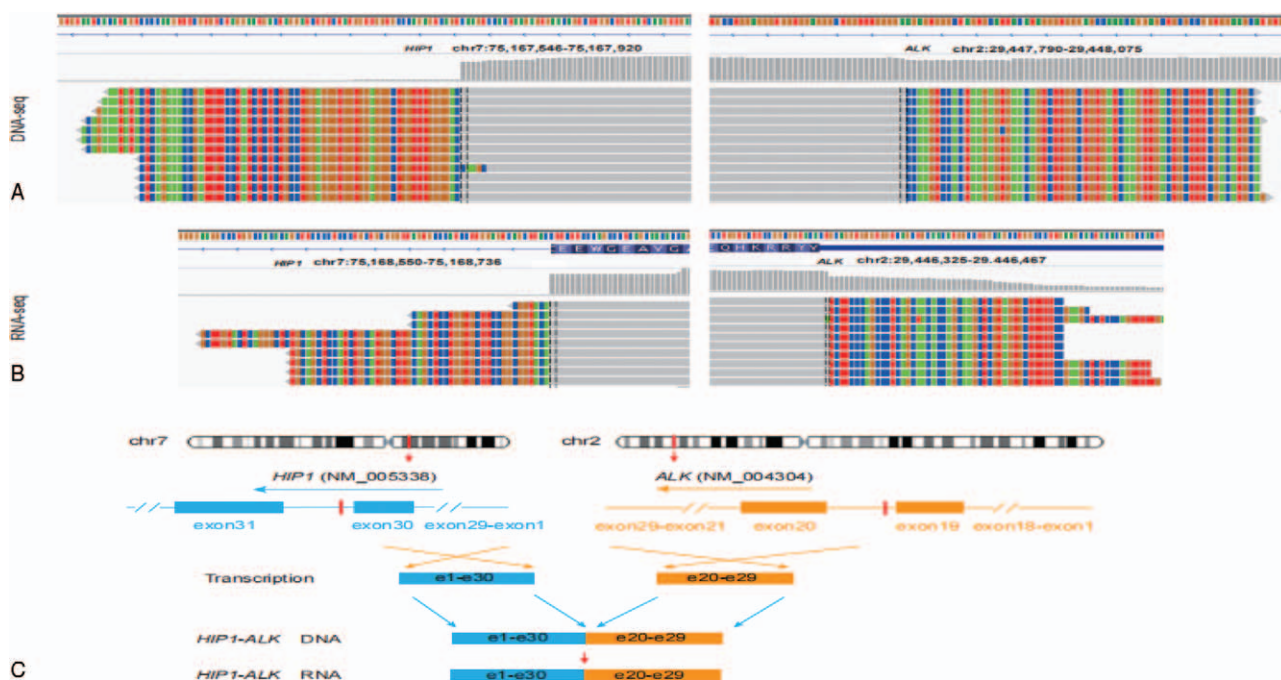 HIP1 chr7:75,167,546-75,167,920
ALK chr2:29,447,790-29,448,075
DNA-seq
A
E E W G E A V G
Q H K R R Y V
HIP1 chr7:75,168,550-75,168,736
ALK chr2:29,446,325-29.446,467
RNA-seq
B
chr7
chr2
HIP1 (NM_005338)
ALK (NM_004304)
exon31 exon30 exon29-exon1
exon29-exon21 exon20 exon19 exon18-exon1
Transcription
e1-e30
e20-e29
HIP1-ALK DNA e1-e30 e20-e29
C
HIP1-ALK RNA e1-e30 e20-e29